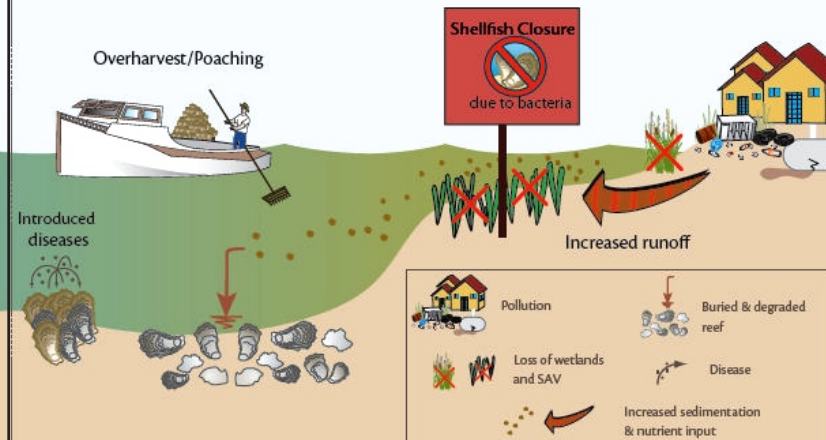 Overharvest/Poaching
Shellfish Closure
due to bacteria
Introduced
diseases
Increased runoff
Pollution
Buried & degraded
reef
Loss of wetlands
and SAV
Disease
Increased sedimentation
& nutrient input